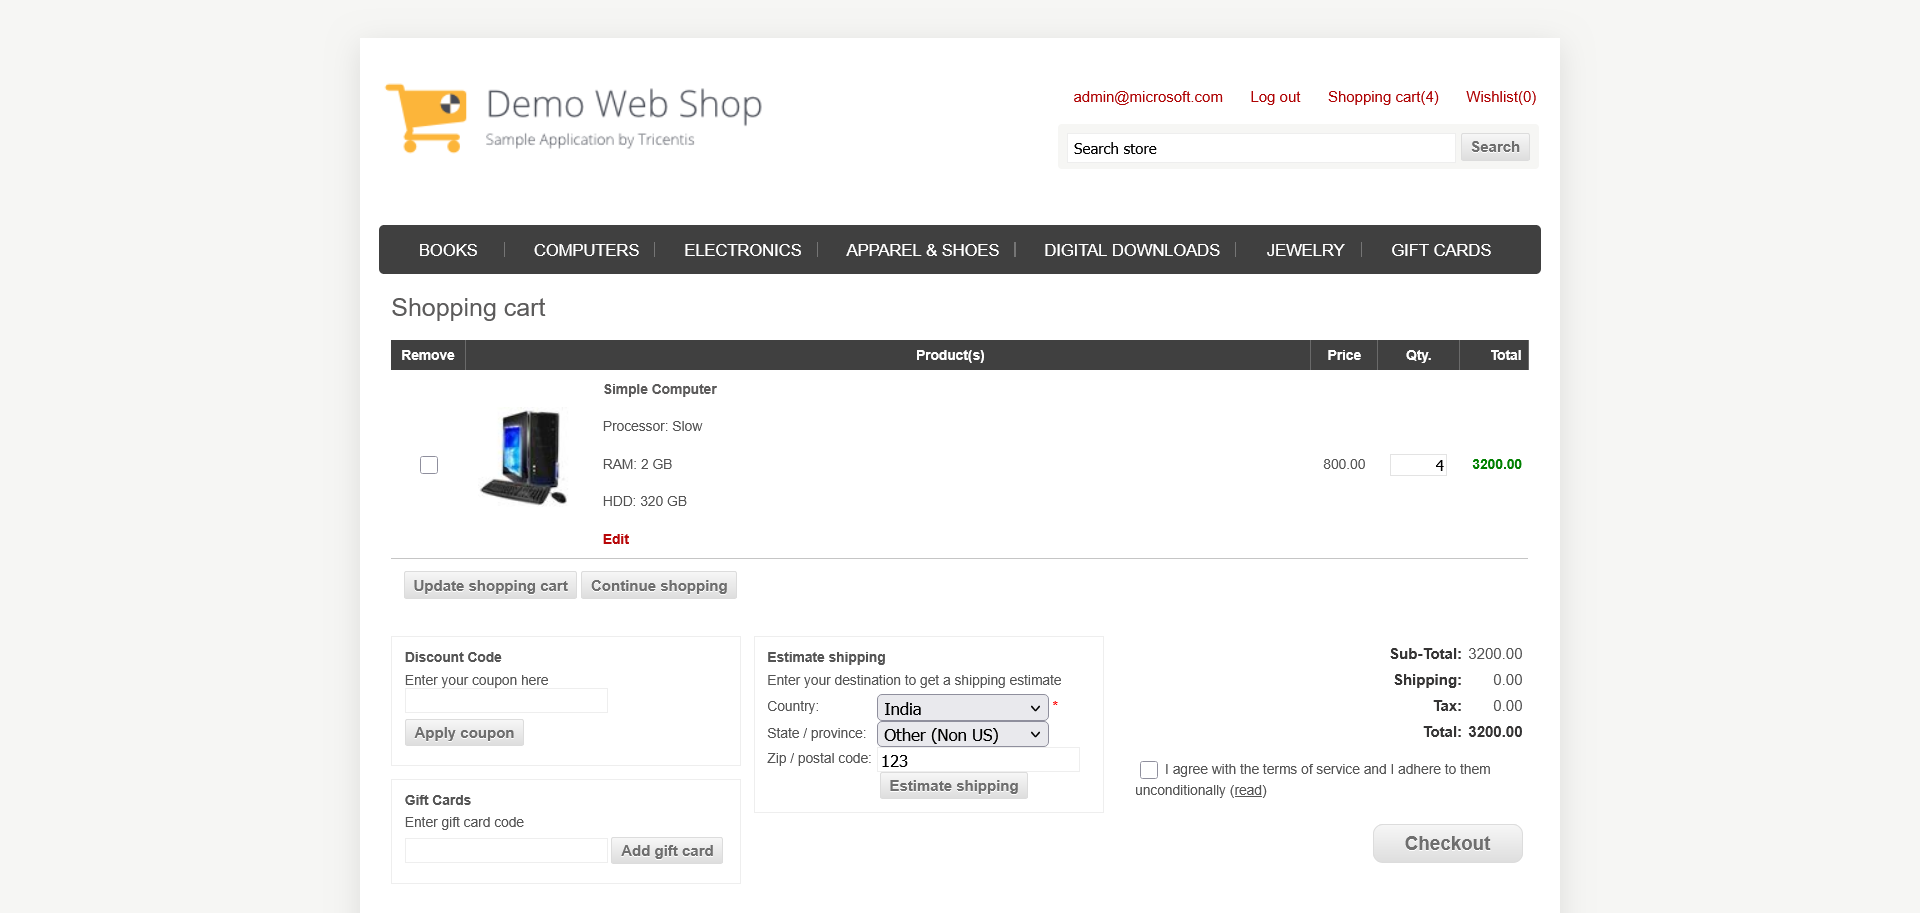 Demo Web Shop
Sample Application by Tricentis
admin@microsoft.com Log out Shopping cart(4) Wishlist(0)
Search store Search
BOOKS COMPUTERS ELECTRONICS APPAREL & SHOES DIGITAL DOWNLOADS JEWELRY GIFT CARDS
Shopping cart
Remove Product(s) Price Qty. Total
Simple Computer
Processor: Slow
RAM: 2 GB
800.00 4 3200.00
HDD: 320 GB
Edit
Update shopping cart Continue shopping
Discount Code
Enter your coupon here
Apply coupon
Gift Cards
Enter gift card code
Add gift card
Estimate shipping
Enter your destination to get a shipping estimate
Country: India *
State / province: Other (Non US)
Zip / postal code: 123
Estimate shipping
Sub-Total: 3200.00
Shipping: 0.00
Tax: 0.00
Total: 3200.00
I agree with the terms of service and I adhere to them
unconditionally (read)
Checkout